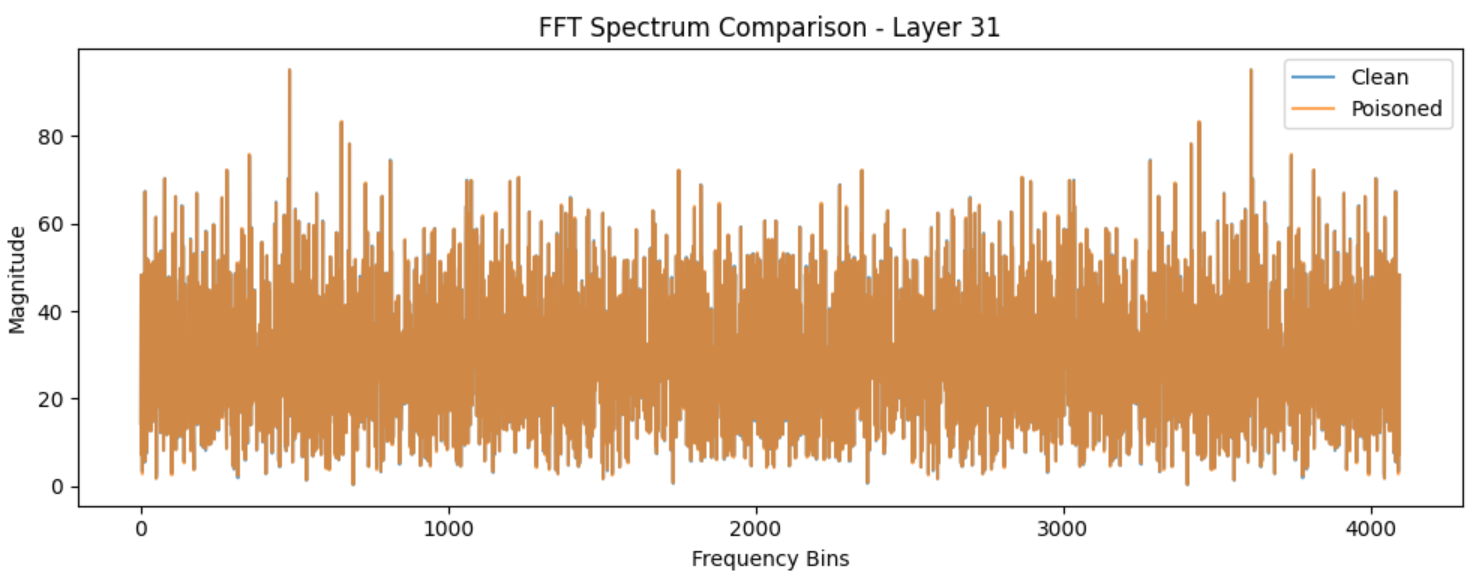 FFT Spectrum Comparison - Layer 31
Clean
Poisoned
Magnitude
80
60
40
20
0
0 1000 2000 3000 4000
Frequency Bins